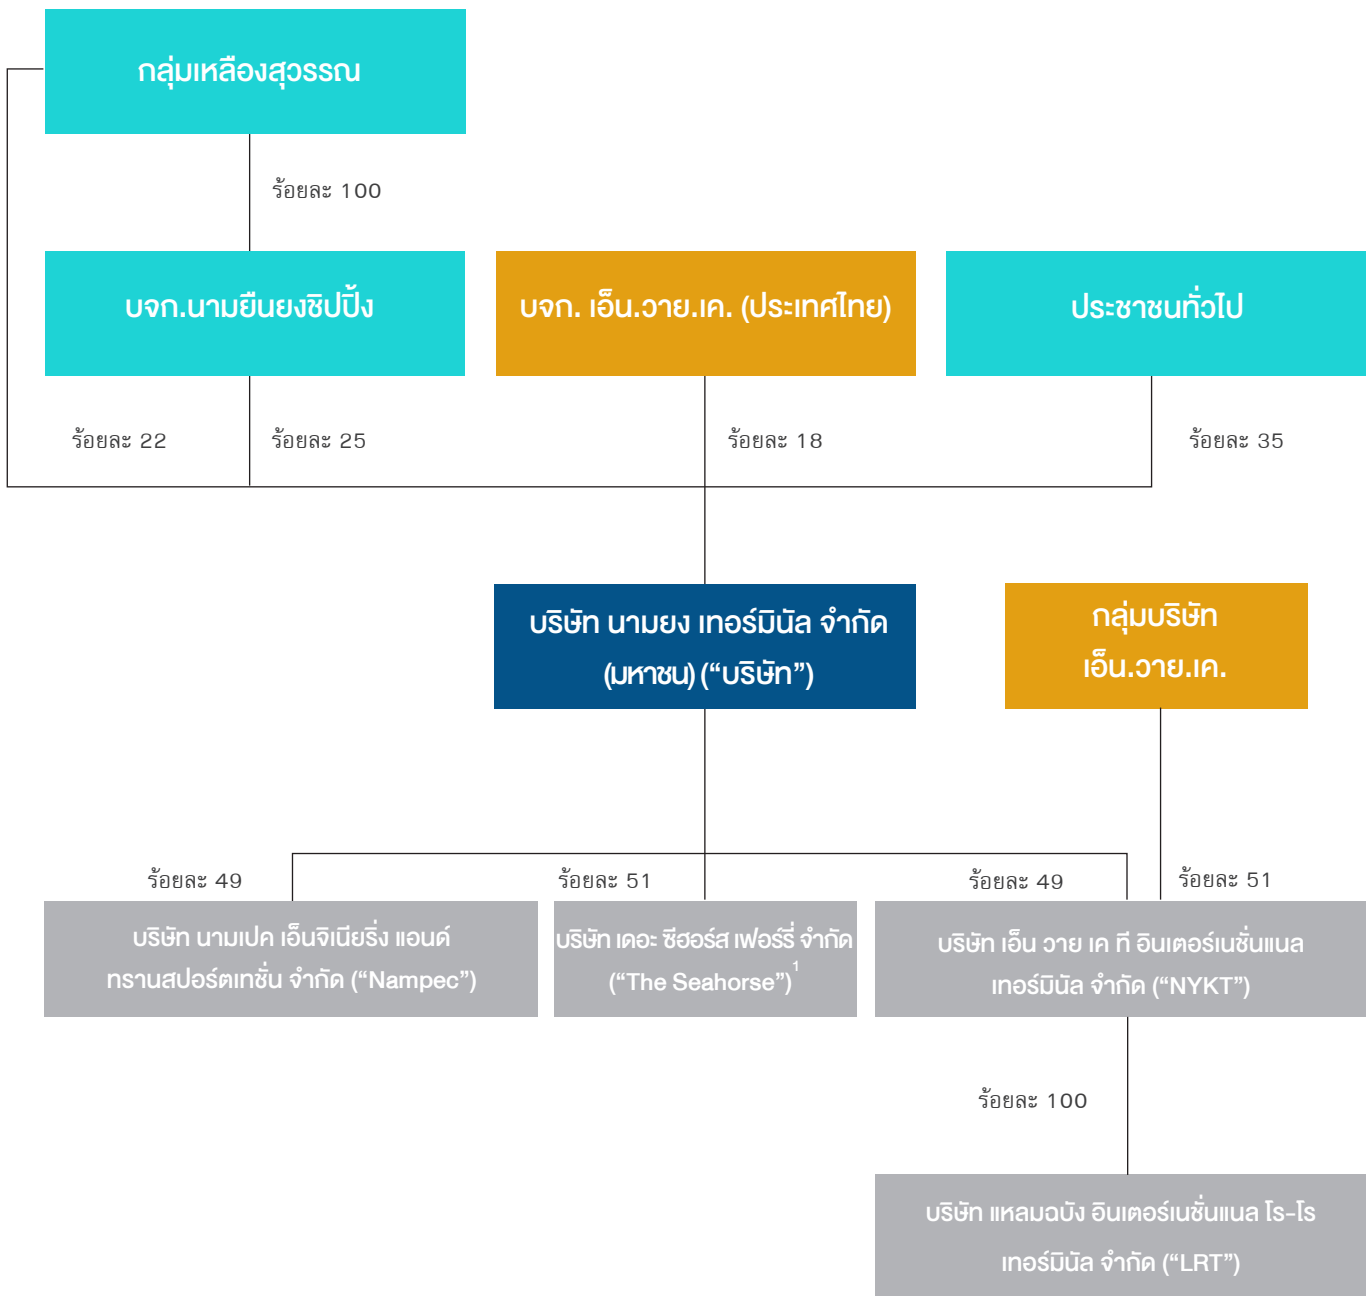 กลุ่มเหลืองสุวรรณ
ร้อยละ 100
บจก.นามยืนยงชิปปิ้ง
บจก. เอ็น.วาย.เค. (ประเทศไทย)
ประชาชนทั่วไป
ร้อยละ 22
ร้อยละ 25
ร้อยละ 18
ร้อยละ 35
บริษัท นามยง เทอร์มินัล จำกัด
(มหาชน) (“บริษัท”)
กลุ่มบริษัท
เอ็น.วาย.เค.
ร้อยละ 49
ร้อยละ 51
ร้อยละ 49
ร้อยละ 51
บริษัท นามเปค เอ็นจิเนียริ่ง แอนด์
ทรานสปอร์ตเทชั่น จำกัด (“Nampec”)
บริษัท เดอะ ซีฮอร์ส เฟอร์รี่ จำกัด
(“The Seahorse”)1
บริษัท เอ็น วาย เค ที อินเตอร์เนชั่นแนล
เทอร์มินัล จำกัด (“NYKT”)
ร้อยละ 100
บริษัท แหลมฉบัง อินเตอร์เนชั่นแนล โร-โร
เทอร์มินัล จำกัด (“LRT”)